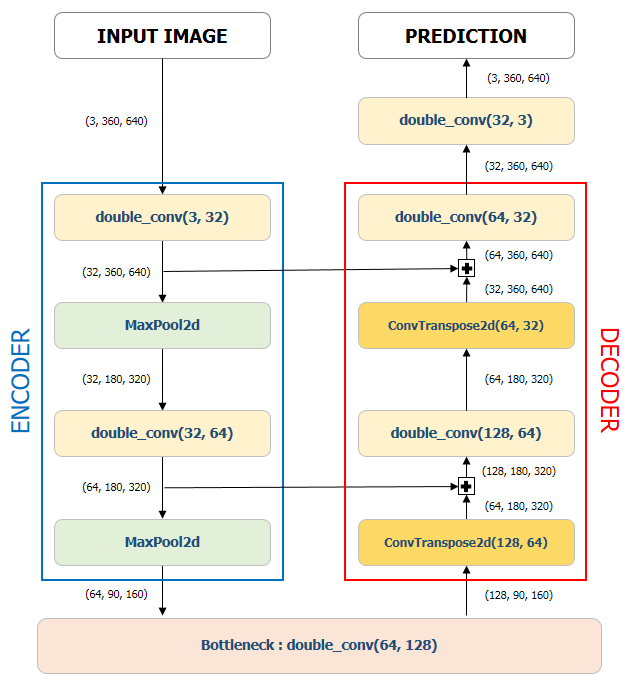 INPUT IMAGE
PREDICTION
(3, 360, 640)
(3, 360, 640)
double_conv(32, 3)
(32, 360, 640)
ENCODER
double_conv(3, 32)
(32, 360, 640)
MaxPool2d
(32, 180, 320)
double_conv(32, 64)
(64, 180, 320)
MaxPool2d
(64, 90, 160)
DECODER
double_conv(64, 32)
(64, 360, 640)
(32, 360, 640)
ConvTranspose2d(64, 32)
(64, 180, 320)
double_conv(128, 64)
(128, 180, 320)
(64, 180, 320)
ConvTranspose2d(128, 64)
(128, 90, 160)
Bottleneck : double_conv(64, 128)